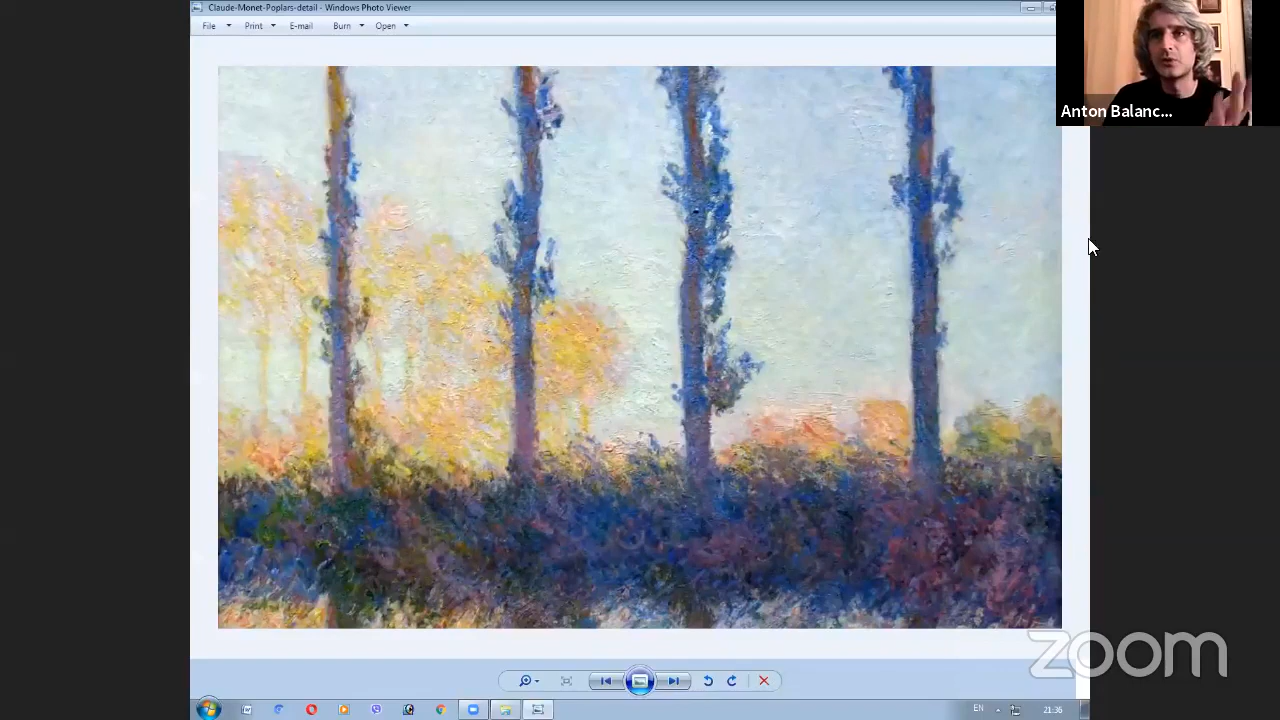 Claude-Monet-Poplars-detail - Windows Photo Viewer
File Print E-mail Burn Open
Anton Balanc...
zoom
EN 21:36